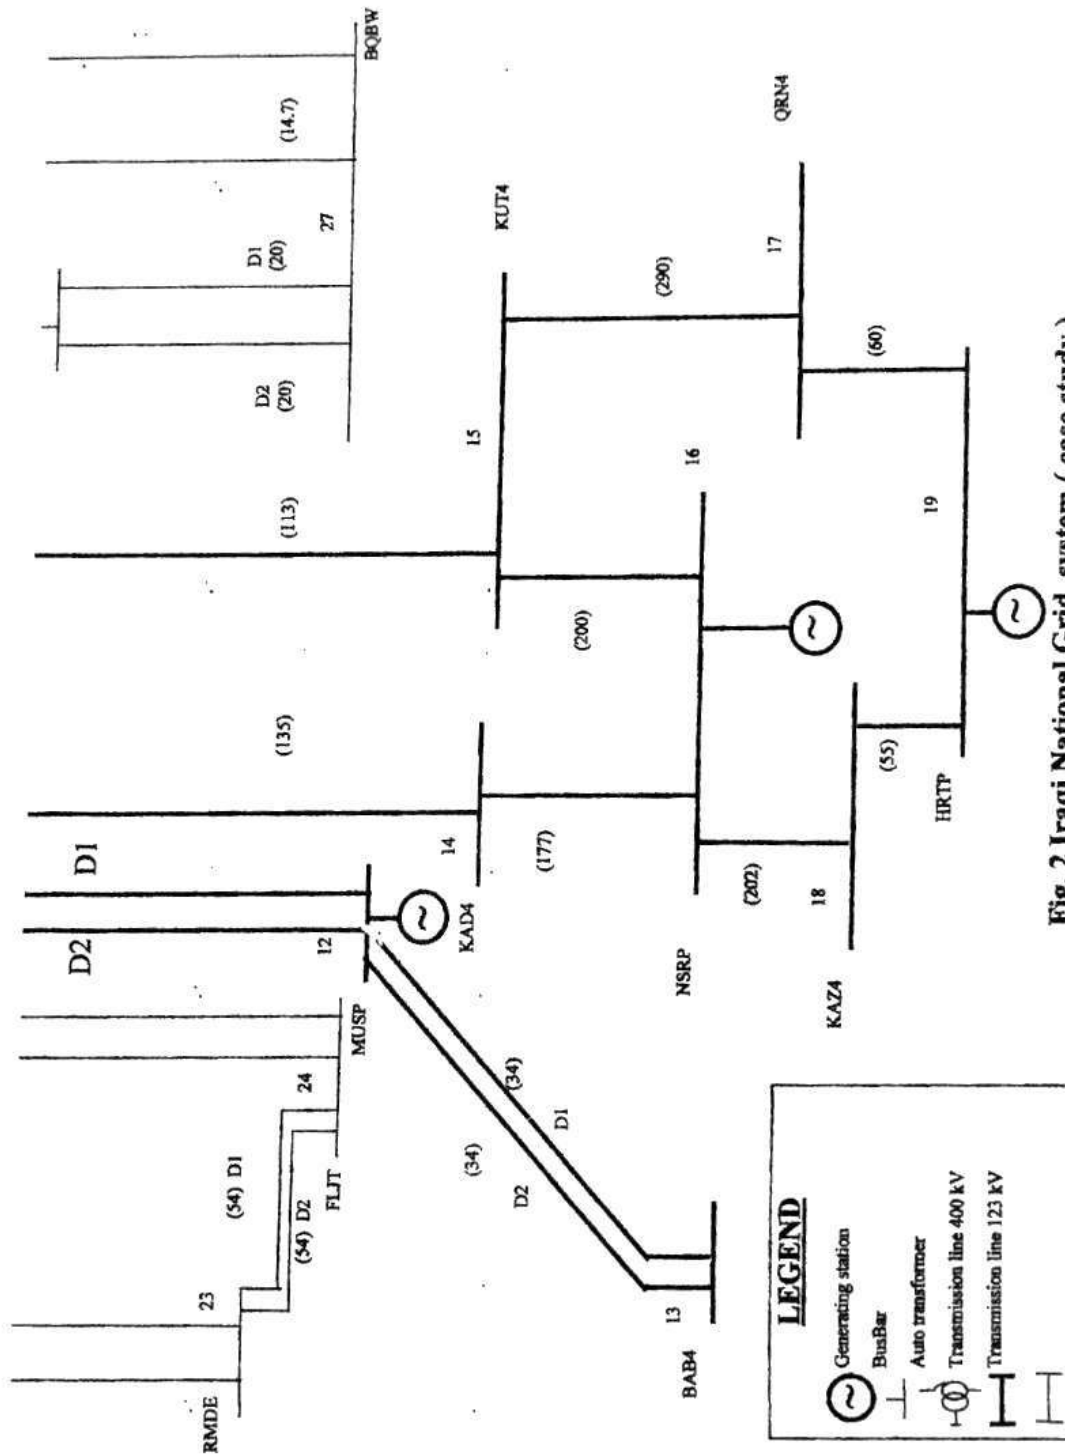 BQBW
(14.7)
27
D1
(20)
D2
(20)
KUT4
QRN4
(290)
17
15
(60)
(113)
16
(200)
19
(135)
D1
14
(177)
D2
12
KAD4
(202)
18
(55)
HRTP
NSRP
KAZ4
MUSP
24
(54) D1
(54) D2
FLJT
23
RMDE
(34)
D1
(34)
D2
13
BAB4
~
~
~
LEGEND
~ Generating station
BusBar
Auto transformer
Transmission line 400 kV
Transmission line 123 kV
Fig. 2 Iraqi National Grid system ( case study )